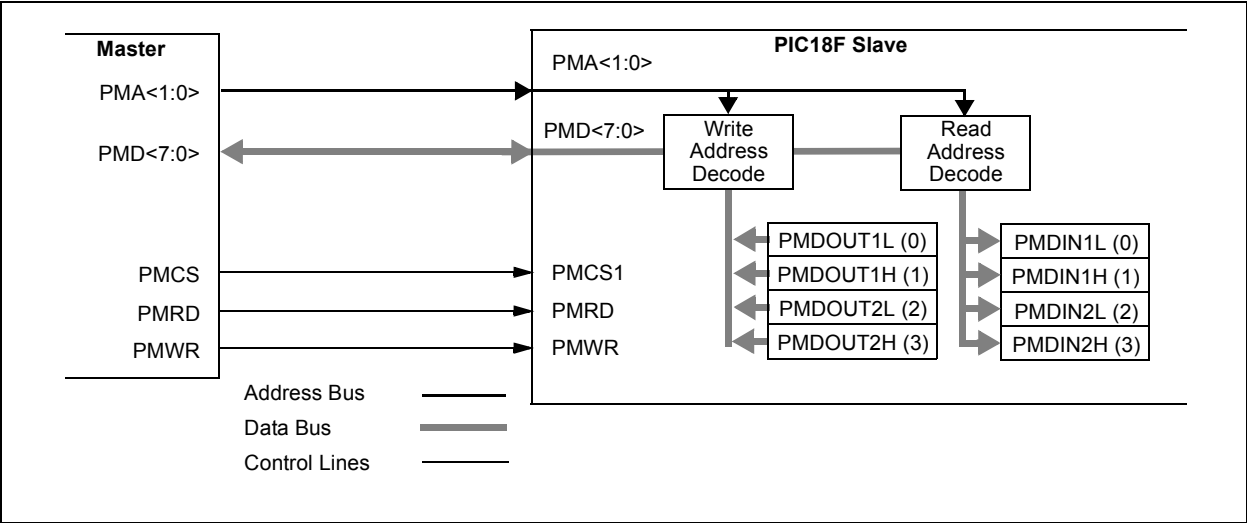 Master
PIC18F Slave
PMA<1:0>
PMA<1:0>
PMD<7:0>
PMD<7:0>
Write
Address
Decode
Read
Address
Decode
PMDOUT1L (0)
PMDOUT1H (1)
PMDOUT2L (2)
PMDOUT2H (3)
PMDIN1L (0)
PMDIN1H (1)
PMDIN2L (2)
PMDIN2H (3)
PMCS
PMCS1
PMRD
PMRD
PMWR
PMWR
Address Bus
Data Bus
Control Lines